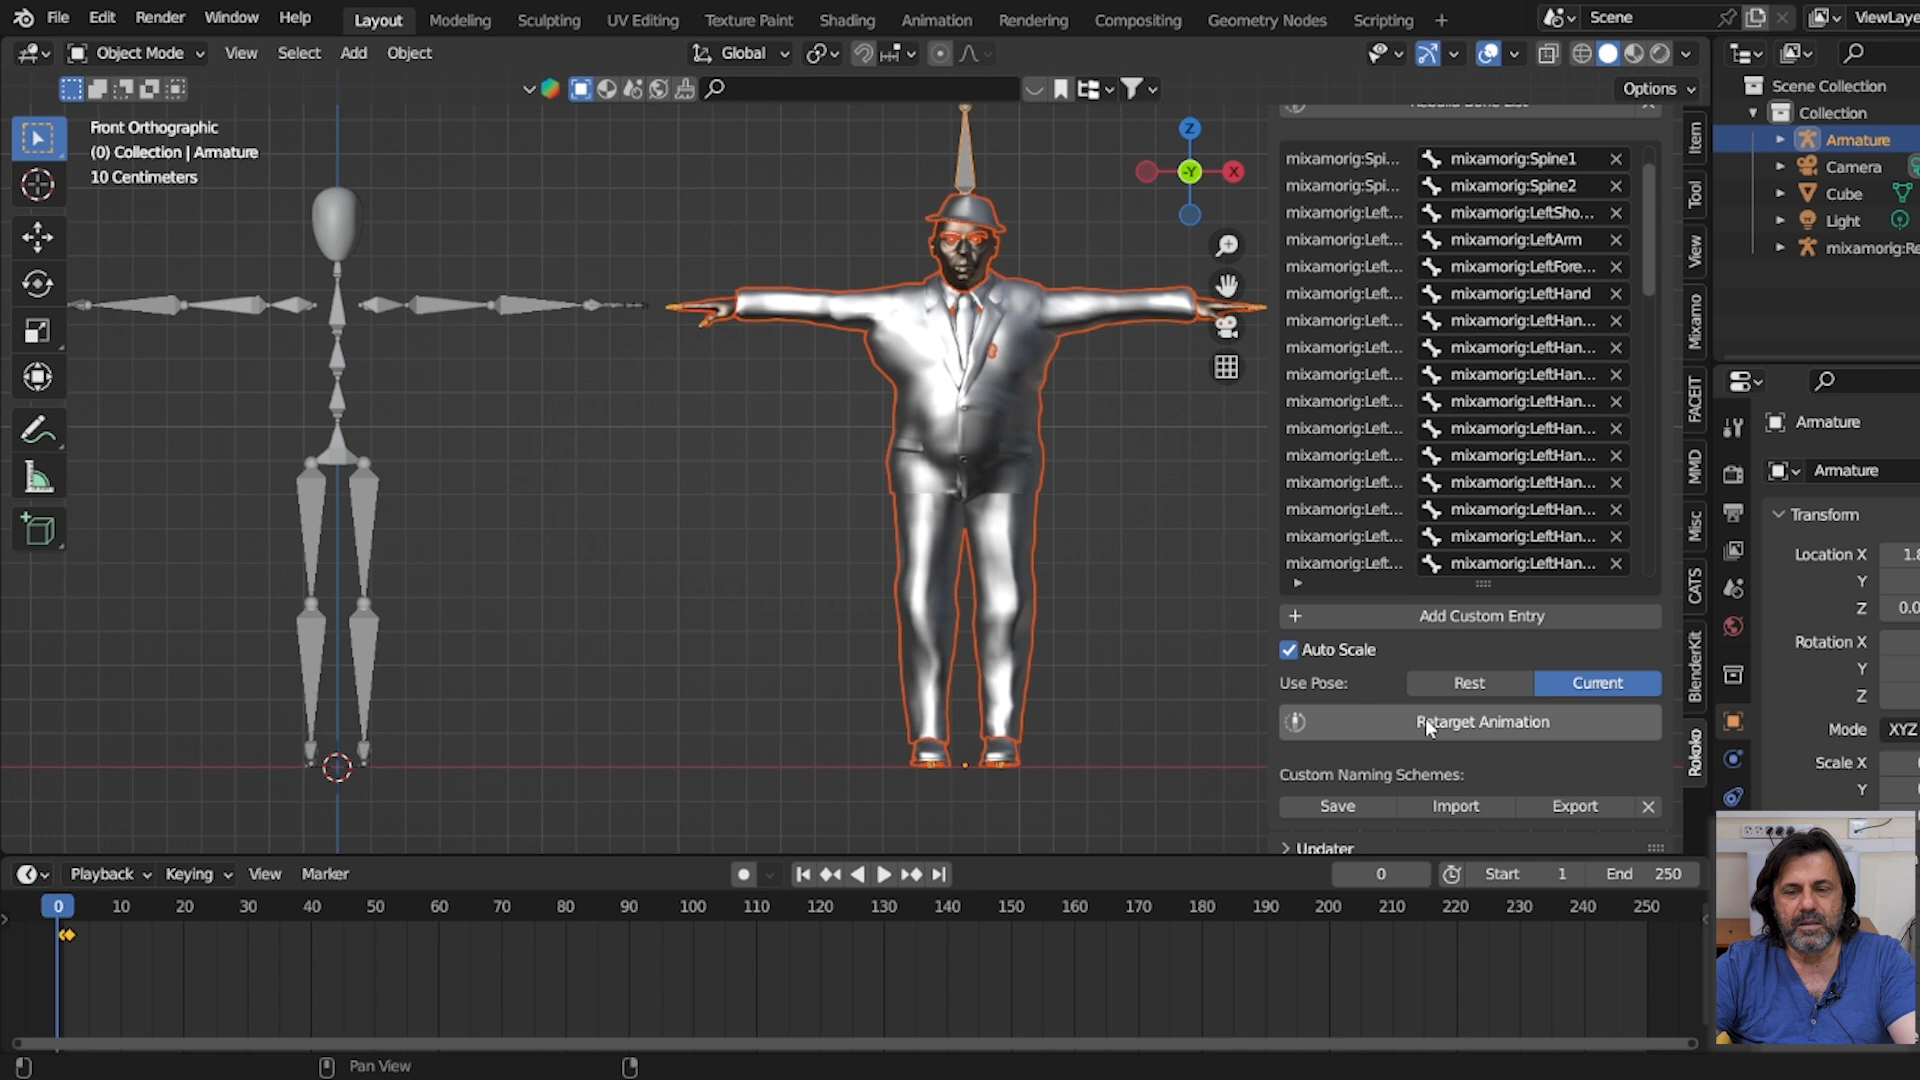 File Edit Render Window Help
Layout Modeling Sculpting UV Editing Texture Paint Shading Animation Rendering Compositing Geometry Nodes Scripting +
Scene
ViewLaye
Object Mode View Select Add Object
Global
Options
Front Orthographic
(0) Collection | Armature
10 Centimeters
Z
-Y
X
mixamorig:Spi... mixamorig:Spine1
mixamorig:Spi... mixamorig:Spine2
mixamorig:Left... mixamorig:LeftSho...
mixamorig:Left... mixamorig:LeftArm
mixamorig:Left... mixamorig:LeftFore...
mixamorig:Left... mixamorig:LeftHand
mixamorig:Left... mixamorig:LeftHan...
mixamorig:Left... mixamorig:LeftHan...
mixamorig:Left... mixamorig:LeftHan...
mixamorig:Left... mixamorig:LeftHan...
mixamorig:Left... mixamorig:LeftHan...
mixamorig:Left... mixamorig:LeftHan...
mixamorig:Left... mixamorig:LeftHan...
mixamorig:Left... mixamorig:LeftHan...
mixamorig:Left... mixamorig:LeftHan...
mixamorig:Left... mixamorig:LeftHan...
Add Custom Entry
Auto Scale
Use Pose: Rest Current
Retarget Animation
Custom Naming Schemes:
Save Import Export
Updater
Item
Tool
View
Mixamo
FACEIT
MMD
Misc
CATS
BlenderKit
Rokoko
Scene Collection
Collection
Armature
Camera
Cube
Light
mixamorig:Re
Armature
Armature
Transform
Location X 1.8
Y
Z 0.0
Rotation X
Y
Z
Mode XYZ
Scale X
Y
Playback Keying View Marker
0 Start 1 End 250
0 10 20 30 40 50 60 70 80 90 100 110 120 130 140 150 160 170 180 190 200 210 220 230 240 250
Pan View